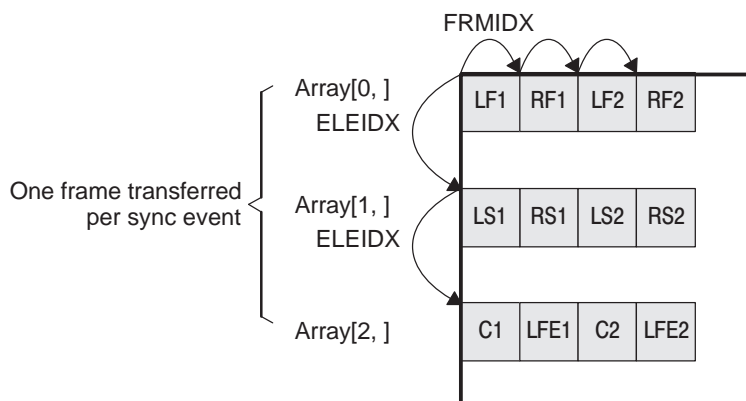 FRMIDX
Array[0, ]
LF1 RF1 LF2 RF2
ELEIDX
One frame transferred
per sync event
Array[1, ]
LS1 RS1 LS2 RS2
ELEIDX
Array[2, ]
C1 LFE1 C2 LFE2